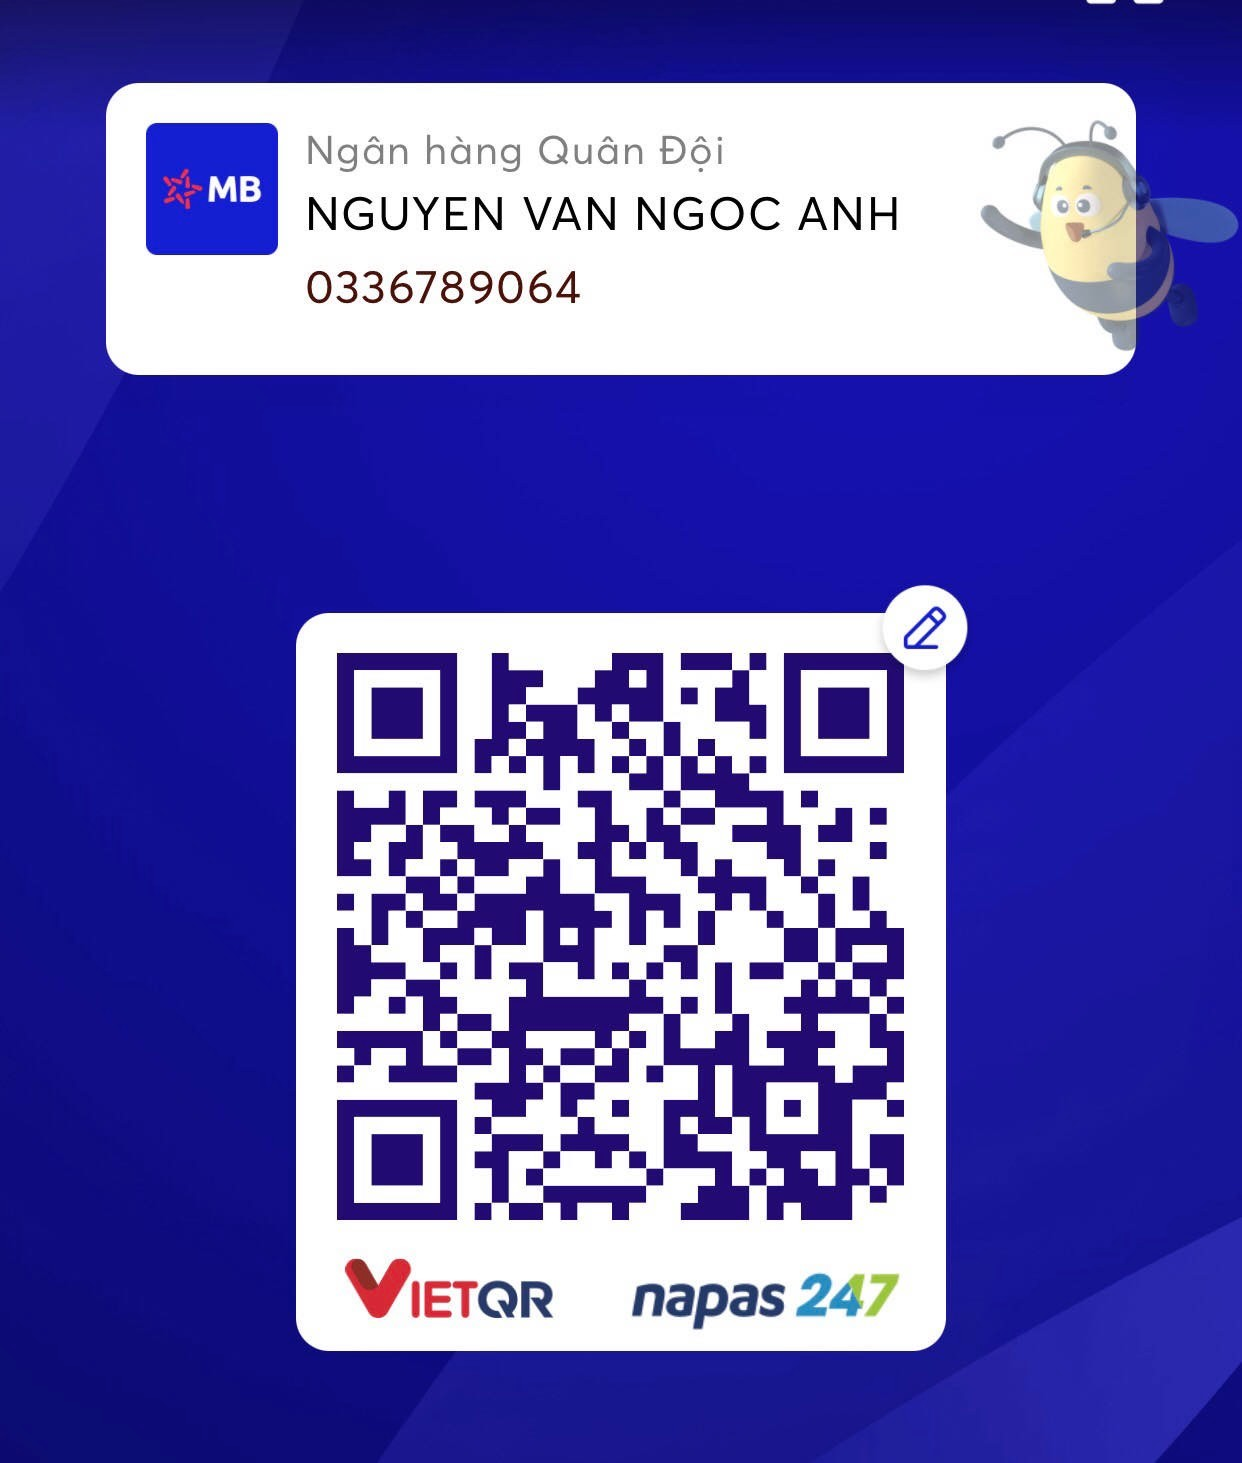 Ngân hàng Quân Đội
MB
NGUYEN VAN NGOC ANH
0336789064
VIETQR
napas 247